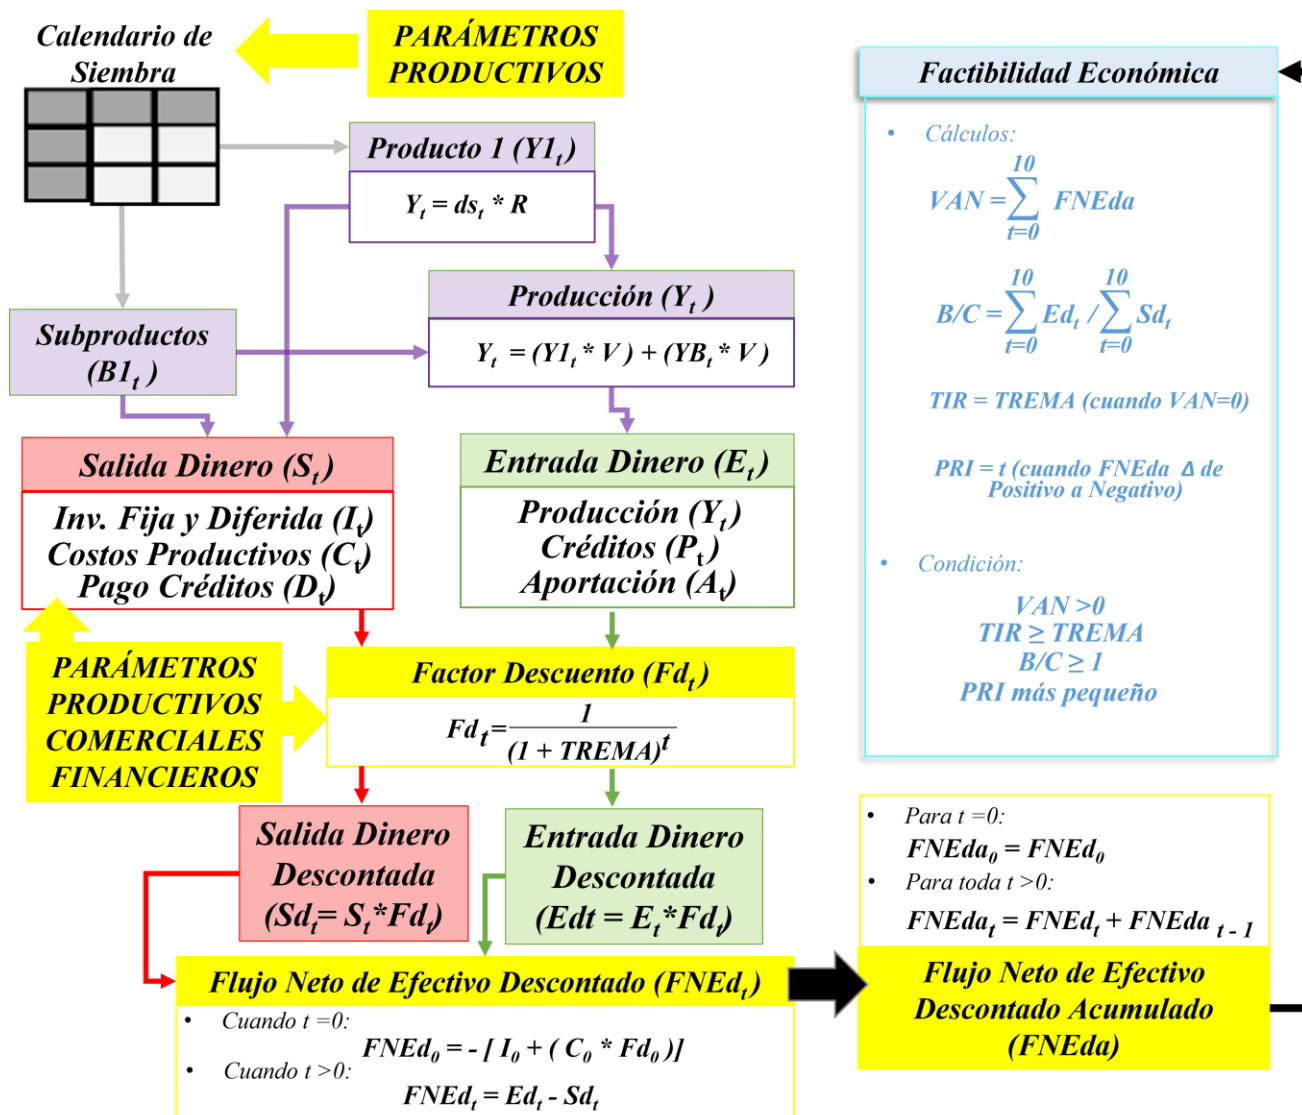 Calendario de
Siembra
PARÁMETROS
PRODUCTIVOS
Producto 1 (Y1t)
Yt = dst * R
Producción (Yt )
Yt = (Y1t * V) + (YBt * V)
Subproductos
(B1t )
Salida Dinero (St)
Inv. Fija y Diferida (It)
Costos Productivos (Ct)
Pago Créditos (Dt)
Entrada Dinero (Et)
Producción (Yt)
Créditos (Pt)
Aportación (At)
PARÁMETROS
PRODUCTIVOS
COMERCIALES
FINANCIEROS
Factor Descuento (Fdt)
Fdt=1/(1 + TREMA)^t
Salida Dinero
Descontada
(Sdt= St*Fdt)
Entrada Dinero
Descontada
(Edt = Et*Fdt)
Flujo Neto de Efectivo Descontado (FNEdt)
• Cuando t =0:
FNEd0 = - [ I0 + ( C0 * Fd0 )]
• Cuando t >0:
FNEdt = Edt - Sdt
Factibilidad Económica
• Cálculos:
VAN = ∑ t=0 10 FNEda
B/C = ∑ t=0 10 Edt / ∑ t=0 10 Sdt
TIR = TREMA (cuando VAN=0)
PRI = t (cuando FNEda Δ de
Positivo a Negativo)
• Condición:
VAN >0
TIR ≥ TREMA
B/C ≥ 1
PRI más pequeño
• Para t =0:
FNEda0 = FNEd0
• Para toda t >0:
FNEdat = FNEdt + FNEda t - 1
Flujo Neto de Efectivo
Descontado Acumulado
(FNEda)